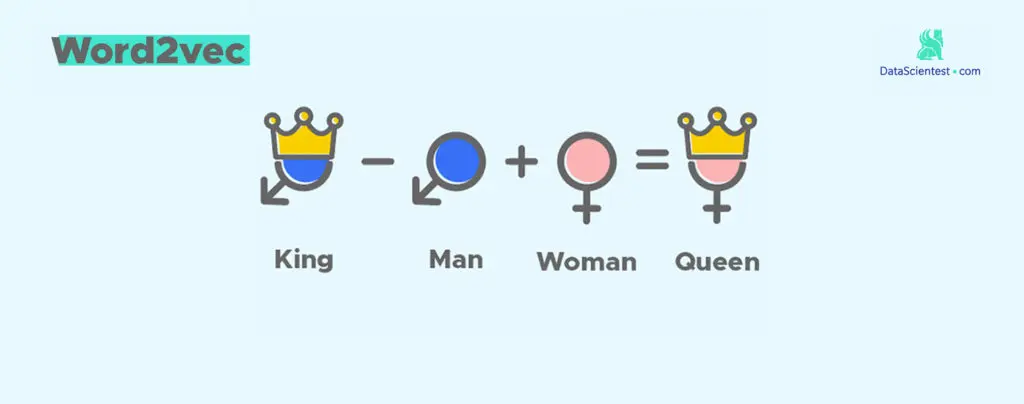 Word2vec
DataScientest • com
− + =
King Man Woman Queen